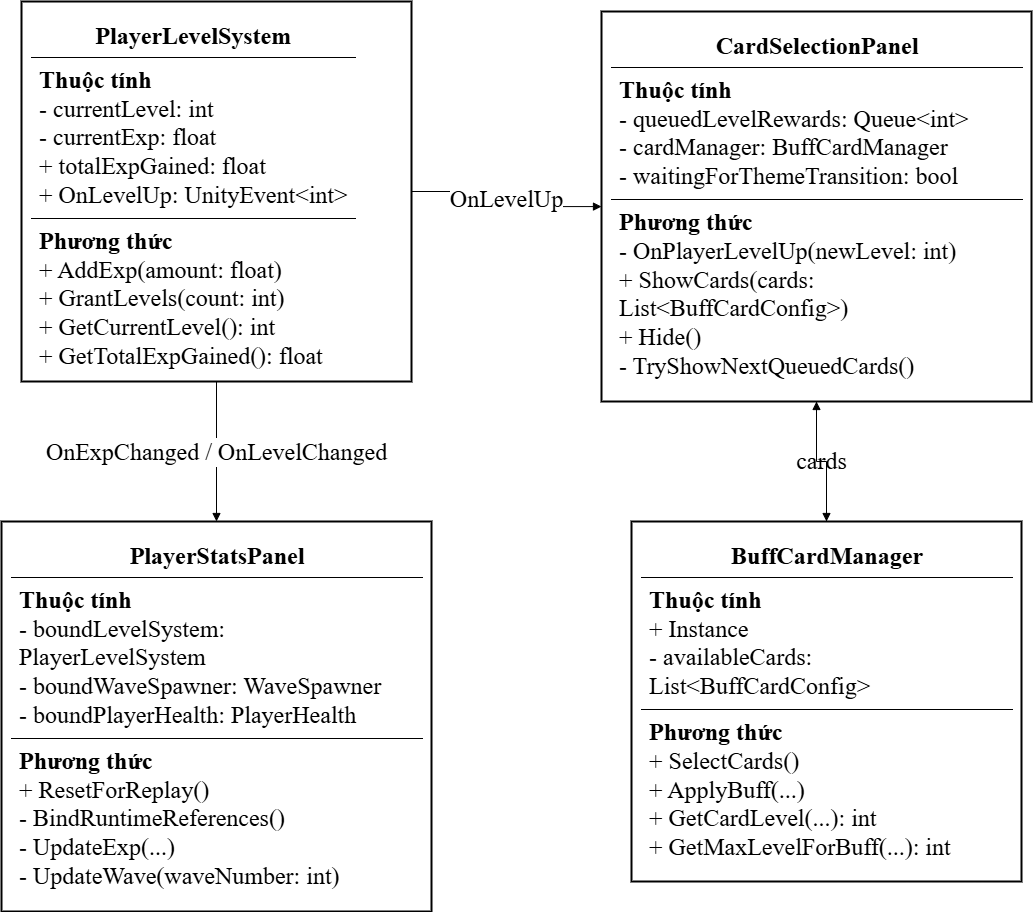 PlayerLevelSystem
Thuộc tính
- currentLevel: int
- currentExp: float
+ totalExpGained: float
+ OnLevelUp: UnityEvent<int>
Phương thức
+ AddExp(amount: float)
+ GrantLevels(count: int)
+ GetCurrentLevel(): int
+ GetTotalExpGained(): float
OnLevelUp
CardSelectionPanel
Thuộc tính
- queuedLevelRewards: Queue<int>
- cardManager: BuffCardManager
- waitingForThemeTransition: bool
Phương thức
- OnPlayerLevelUp(newLevel: int)
+ ShowCards(cards:
List<BuffCardConfig>)
+ Hide()
- TryShowNextQueuedCards()
OnExpChanged / OnLevelChanged
cards
PlayerStatsPanel
Thuộc tính
- boundLevelSystem:
PlayerLevelSystem
- boundWaveSpawner: WaveSpawner
- boundPlayerHealth: PlayerHealth
Phương thức
+ ResetForReplay()
- BindRuntimeReferences()
- UpdateExp(...)
- UpdateWave(waveNumber: int)
BuffCardManager
Thuộc tính
+ Instance
- availableCards:
List<BuffCardConfig>
Phương thức
+ SelectCards()
+ ApplyBuff(...)
+ GetCardLevel(...): int
+ GetMaxLevelForBuff(...): int